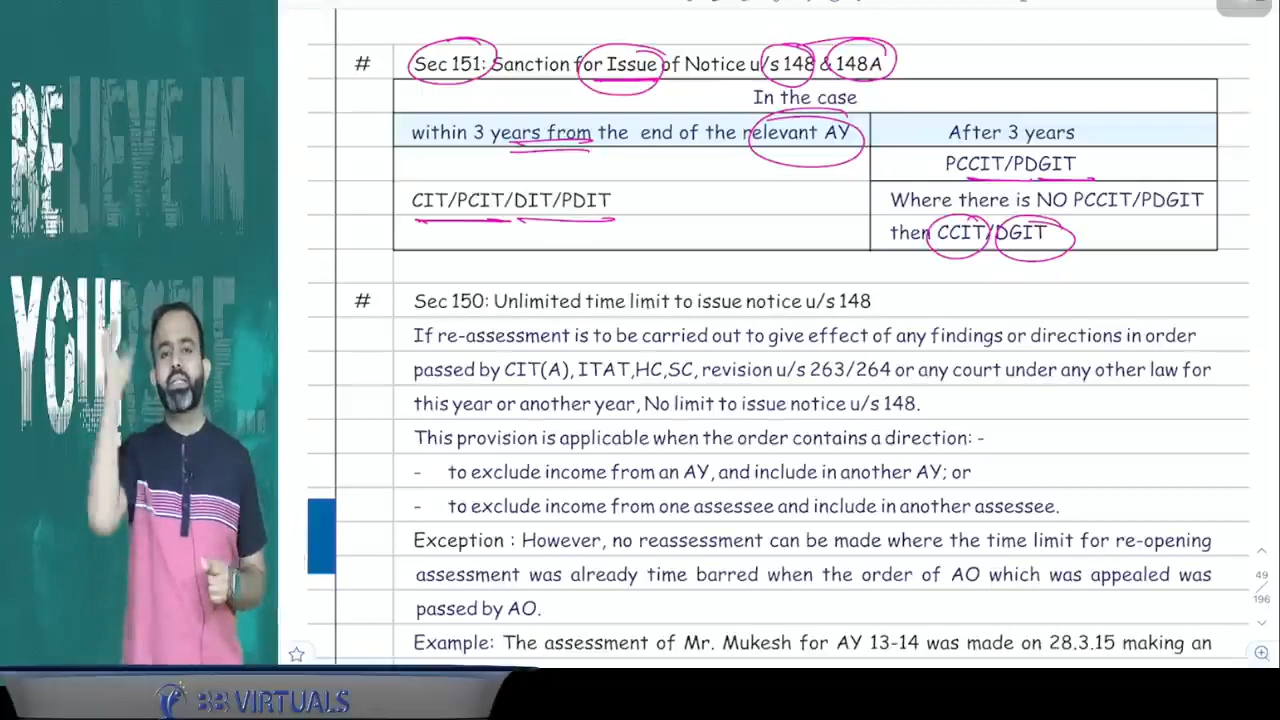 BELIEVE IN
YOURSELF...
# Sec 151: Sanction for Issue of Notice u/s 148 & 148A
In the case
within 3 years from the end of the relevant AY After 3 years
PCCIT/PDGIT
CIT/PCIT/DIT/PDIT Where there is NO PCCIT/PDGIT
then CCIT/DGIT
# Sec 150: Unlimited time limit to issue notice u/s 148
If re-assessment is to be carried out to give effect of any findings or directions in order
passed by CIT(A), ITAT,HC,SC, revision u/s 263/264 or any court under any other law for
this year or another year, No limit to issue notice u/s 148.
This provision is applicable when the order contains a direction: -
- to exclude income from an AY, and include in another AY; or
- to exclude income from one assessee and include in another assessee.
Exception : However, no reassessment can be made where the time limit for re-opening
assessment was already time barred when the order of AO which was appealed was
passed by AO.
Example: The assessment of Mr. Mukesh for AY 13-14 was made on 28.3.15 making an
49
/
196
BB VIRTUALS